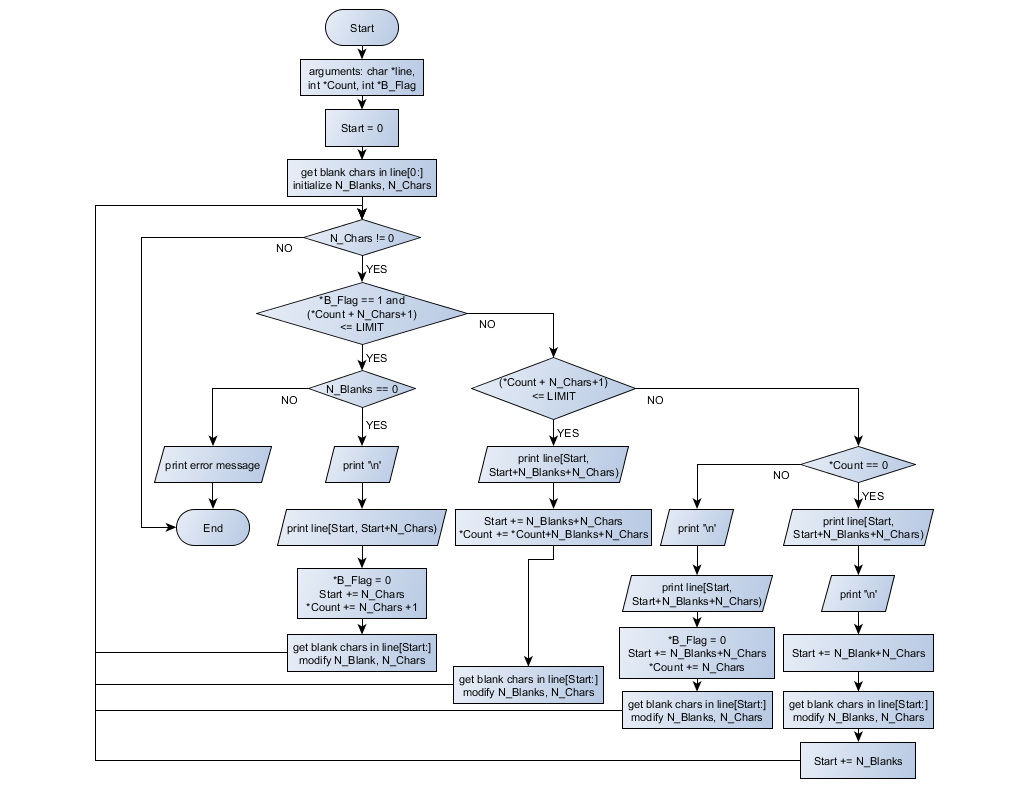 Start
arguments: char *line,
int *Count, int *B_Flag
Start = 0
get blank chars in line[0:]
initialize N_Blanks, N_Chars
N_Chars != 0
NO
YES
*B_Flag == 1 and
(*Count + N_Chars+1)
<= LIMIT
NO
YES
N_Blanks == 0
NO
YES
(*Count + N_Chars+1)
<= LIMIT
NO
YES
print error message
End
print '\n'
print line[Start, Start+N_Chars)
*B_Flag = 0
Start += N_Chars
*Count += N_Chars +1
get blank chars in line[Start:]
modify N_Blank, N_Chars
print line[Start,
Start+N_Blanks+N_Chars)
Start += N_Blanks+N_Chars
*Count += *Count+N_Blanks+N_Chars
get blank chars in line[Start:]
modify N_Blanks, N_Chars
*Count == 0
NO
YES
print '\n'
print line[Start,
Start+N_Blanks+N_Chars)
*B_Flag = 0
Start += N_Blanks+N_Chars
*Count += N_Chars
get blank chars in line[Start:]
modify N_Blanks, N_Chars
print line[Start,
Start+N_Blanks+N_Chars)
print '\n'
Start += N_Blank+N_Chars
get blank chars in line[Start:]
modify N_Blanks, N_Chars
Start += N_Blanks